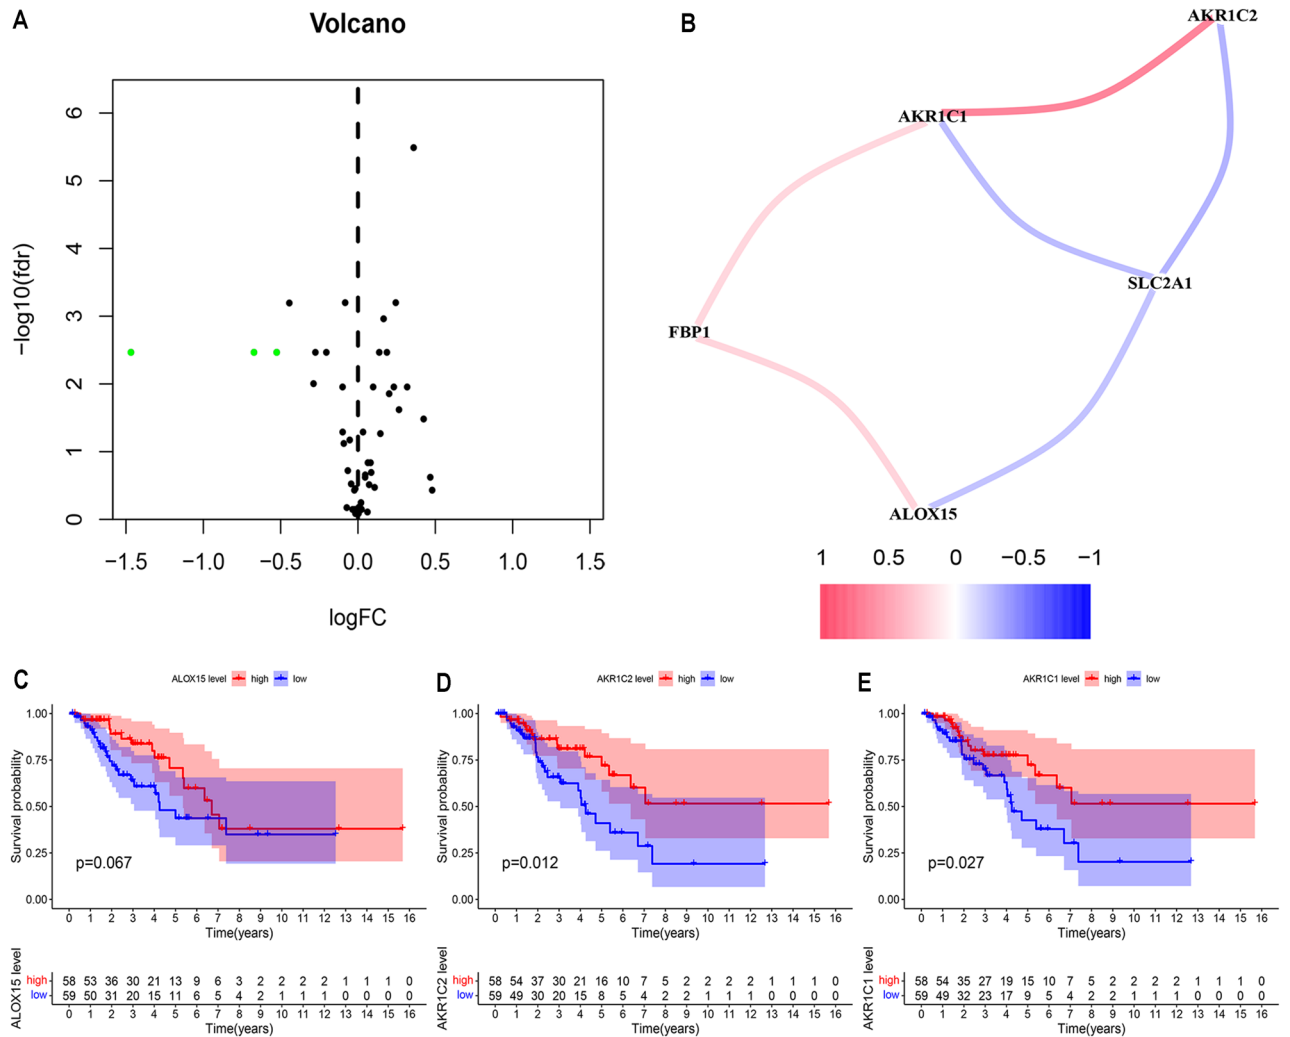 A
Volcano
−log10(fdr)
6
5
4
3
2
1
0
−1.5 −1.0 −0.5 0.0 0.5 1.0 1.5
logFC
B
AKR1C2
AKR1C1
SLC2A1
FBP1
ALOX15
1 0.5 0 −0.5 −1
C
ALOX15 level high low
Survival probability
1.00
0.75
0.50
0.25
0.00
p=0.067
0 1 2 3 4 5 6 7 8 9 10 11 12 13 14 15 16
Time(years)
ALOX15 level
high 58 53 36 30 21 13 9 6 3 2 2 2 2 1 1 1 0
low 59 50 31 20 15 11 6 5 4 2 1 1 1 0 0 0 0
0 1 2 3 4 5 6 7 8 9 10 11 12 13 14 15 16
Time(years)
D
AKR1C2 level high low
Survival probability
1.00
0.75
0.50
0.25
0.00
p=0.012
0 1 2 3 4 5 6 7 8 9 10 11 12 13 14 15 16
Time(years)
AKR1C2 level
high 58 54 37 30 21 16 10 7 5 2 2 2 2 1 1 1 0
low 59 49 30 20 15 8 5 4 2 2 1 1 1 0 0 0 0
0 1 2 3 4 5 6 7 8 9 10 11 12 13 14 15 16
Time(years)
E
AKR1C1 level high low
Survival probability
1.00
0.75
0.50
0.25
0.00
p=0.027
0 1 2 3 4 5 6 7 8 9 10 11 12 13 14 15 16
Time(years)
AKR1C1 level
high 58 54 35 27 19 15 10 7 5 2 2 2 2 1 1 1 0
low 59 49 32 23 17 9 5 4 2 2 1 1 1 0 0 0 0
0 1 2 3 4 5 6 7 8 9 10 11 12 13 14 15 16
Time(years)